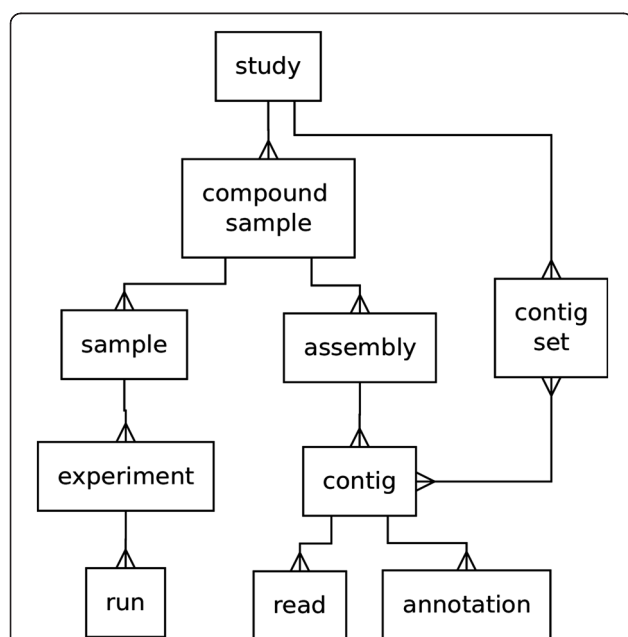 study
compound
sample
contig
set
sample
assembly
experiment
contig
run
read
annotation